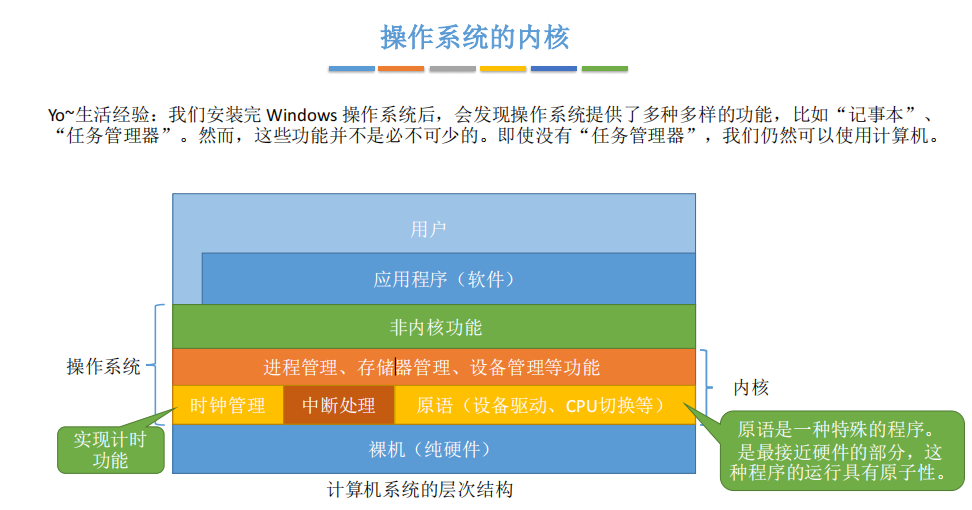 操作系统的内核
Yo~生活经验：我们安装完 Windows 操作系统后，会发现操作系统提供了多种多样的功能，比如“记事本”、
“任务管理器”。然而，这些功能并不是必不可少的。即使没有“任务管理器”，我们仍然可以使用计算机。
用户
应用程序（软件）
非内核功能
操作系统
进程管理、存储器管理、设备管理等功能
内核
时钟管理
中断处理
原语（设备驱动、CPU切换等）
实现计时
功能
原语是一种特殊的程序。
是最接近硬件的部分，这
种程序的运行具有原子性。
裸机（纯硬件）
计算机系统的层次结构